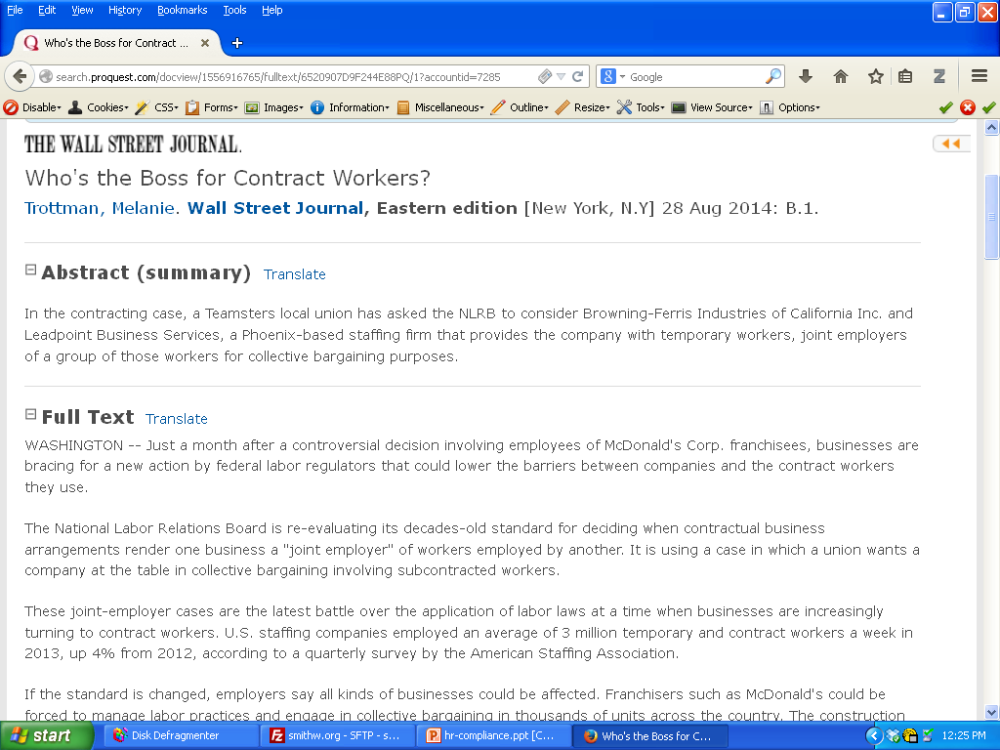 File Edit View History Bookmarks Tools Help
Who's the Boss for Contract ...
search.proquest.com/docview/1556916765/fulltext/6520907D9F244E88PQ/1?accountid=7285
Google
Disable Cookies CSS Forms Images Information Miscellaneous Outline Resize Tools View Source Options
THE WALL STREET JOURNAL.
Who's the Boss for Contract Workers?
Trottman, Melanie. Wall Street Journal, Eastern edition [New York, N.Y] 28 Aug 2014: B.1.
Abstract (summary) Translate
In the contracting case, a Teamsters local union has asked the NLRB to consider Browning-Ferris Industries of California Inc. and
Leadpoint Business Services, a Phoenix-based staffing firm that provides the company with temporary workers, joint employers
of a group of those workers for collective bargaining purposes.
Full Text Translate
WASHINGTON -- Just a month after a controversial decision involving employees of McDonald's Corp. franchisees, businesses are
bracing for a new action by federal labor regulators that could lower the barriers between companies and the contract workers
they use.
The National Labor Relations Board is re-evaluating its decades-old standard for deciding when contractual business
arrangements render one business a "joint employer" of workers employed by another. It is using a case in which a union wants a
company at the table in collective bargaining involving subcontracted workers.
These joint-employer cases are the latest battle over the application of labor laws at a time when businesses are increasingly
turning to contract workers. U.S. staffing companies employed an average of 3 million temporary and contract workers a week in
2013, up 4% from 2012, according to a quarterly survey by the American Staffing Association.
If the standard is changed, employers say all kinds of businesses could be affected. Franchisers such as McDonald's could be
forced to manage labor practices and engage in collective bargaining in thousands of units across the country. The construction
start Disk Defragmenter smithw.org - SFTP - s... hr-compliance.ppt [C... Who's the Boss for C... 12:25 PM